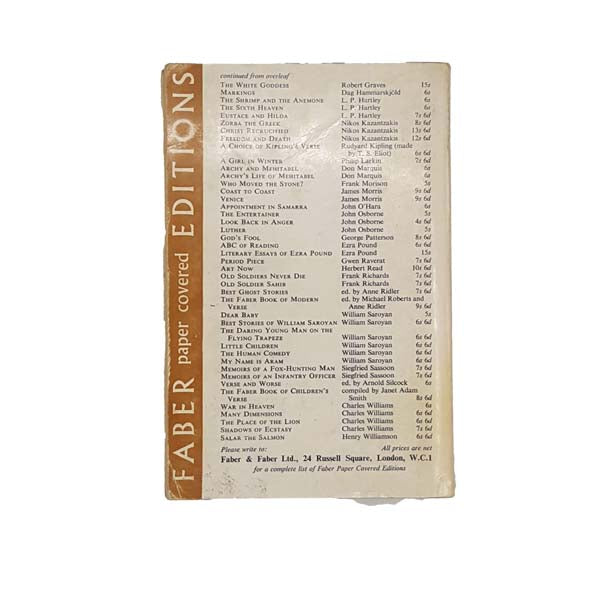 FABER paper covered EDITIONS
continued from overleaf
THE WHITE GODDESS Robert Graves 15s
MARKINGS Dag Hammarskjöld 6s
THE SHRIMP AND THE ANEMONE L. P. Hartley 6s
THE SIXTH HEAVEN L. P. Hartley 6s
EUSTACE AND HILDA L. P. Hartley 7s 6d
ZORBA THE GREEK Nikos Kazantzakis 8s 6d
CHRIST RECRUCIFIED Nikos Kazantzakis 13s 6d
FREEDOM AND DEATH Nikos Kazantzakis 12s 6d
A CHOICE OF KIPLING'S VERSE Rudyard Kipling (made
by T. S. Eliot) 6s 6d
A GIRL IN WINTER Philip Larkin 7s 6d
ARCHY AND MEHITABEL Don Marquis 6s
ARCHY'S LIFE OF MEHITABEL Don Marquis 6s
WHO MOVED THE STONE? Frank Morison 5s
COAST TO COAST James Morris 9s 6d
VENICE James Morris 9s 6d
APPOINTMENT IN SAMARRA John O'Hara 6s
THE ENTERTAINER John Osborne 5s
LOOK BACK IN ANGER John Osborne 4s 6d
LUTHER John Osborne 5s
GOD'S FOOL George Patterson 8s 6d
ABC OF READING Ezra Pound 6s 6d
LITERARY ESSAYS OF EZRA POUND Ezra Pound 15s
PERIOD PIECE Gwen Raverat 7s 6d
ART NOW Herbert Read 10s 6d
OLD SOLDIERS NEVER DIE Frank Richards 7s 6d
OLD SOLDIER SAHIB Frank Richards 7s 6d
BEST GHOST STORIES ed. by Anne Ridler 7s 6d
THE FABER BOOK OF MODERN ed. by Michael Roberts and
VERSE Anne Ridler 9s 6d
DEAR BABY William Saroyan 5s
BEST STORIES OF WILLIAM SAROYAN William Saroyan 6s 6d
THE DARING YOUNG MAN ON THE
FLYING TRAPEZE William Saroyan 6s 6d
LITTLE CHILDREN William Saroyan 6s 6d
THE HUMAN COMEDY William Saroyan 6s 6d
MY NAME IS ARAM William Saroyan 6s 6d
MEMOIRS OF A FOX-HUNTING MAN Siegfried Sassoon 7s 6d
MEMOIRS OF AN INFANTRY OFFICER Siegfried Sassoon 7s 6d
VERSE AND WORSE ed. by Arnold Silcock 6s
THE FABER BOOK OF CHILDREN'S compiled by Janet Adam
VERSE Smith 8s 6d
WAR IN HEAVEN Charles Williams 6s
MANY DIMENSIONS Charles Williams 6s 6d
THE PLACE OF THE LION Charles Williams 6s 6d
SHADOWS OF ECSTASY Charles Williams 7s 6d
SALAR THE SALMON Henry Williamson 6s 6d
Please write to: All prices are net
Faber & Faber Ltd., 24 Russell Square, London, W.C.1
for a complete list of Faber Paper Covered Editions